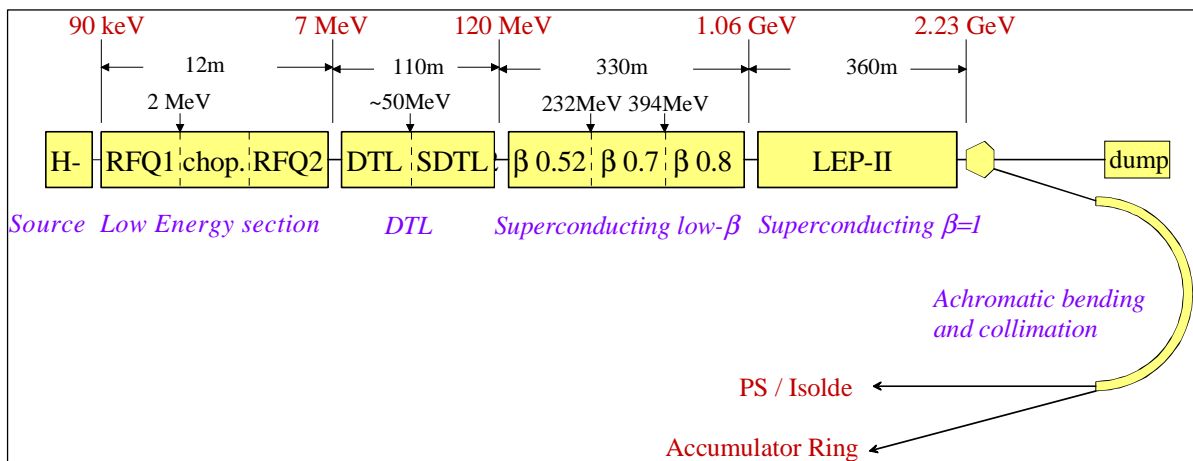 90 keV 7 MeV 120 MeV 1.06 GeV 2.23 GeV
12m 110m 330m 360m
2 MeV ~50MeV 232MeV 394MeV
H- RFQ1 chop. RFQ2 DTL SDTL β 0.52 β 0.7 β 0.8 LEP-II dump
Source Low Energy section DTL Superconducting low-β Superconducting β=1
Achromatic bending
and collimation
PS / Isolde
Accumulator Ring